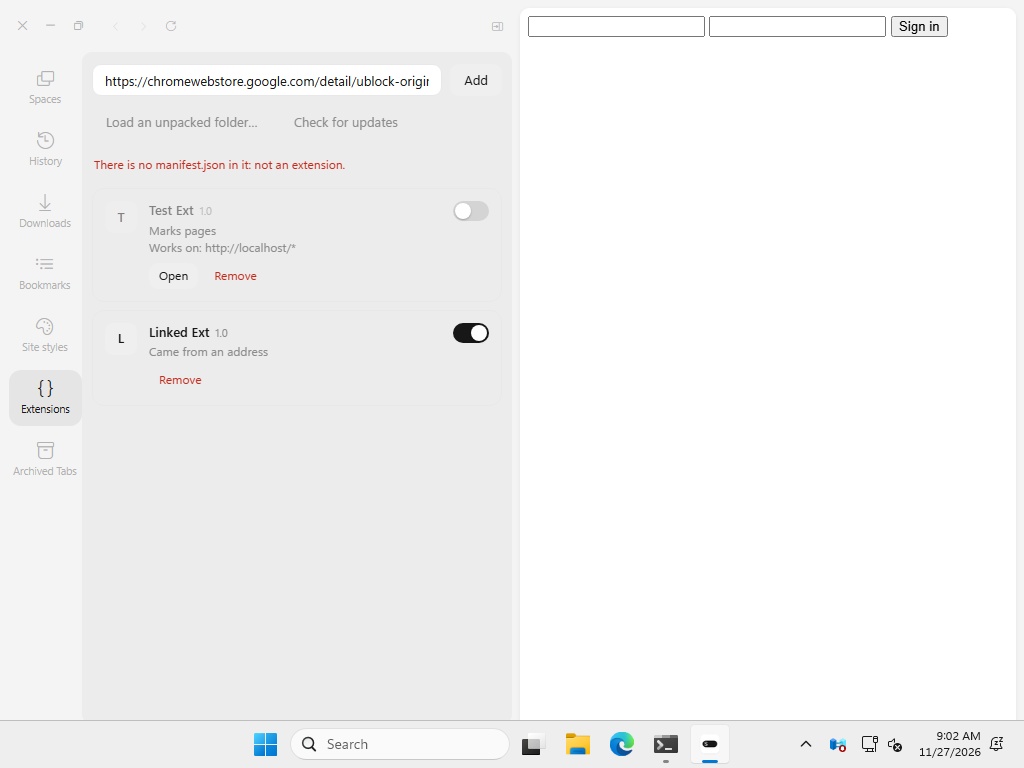 Sign in
https://chromewebstore.google.com/detail/ublock-origin
Add
Load an unpacked folder...
Check for updates
There is no manifest.json in it: not an extension.
Spaces
History
Downloads
Bookmarks
Site styles
{ }
Extensions
Archived Tabs
T
Test Ext 1.0
Marks pages
Works on: http://localhost/*
Open
Remove
L
Linked Ext 1.0
Came from an address
Remove
Search
9:02 AM
11/27/2026